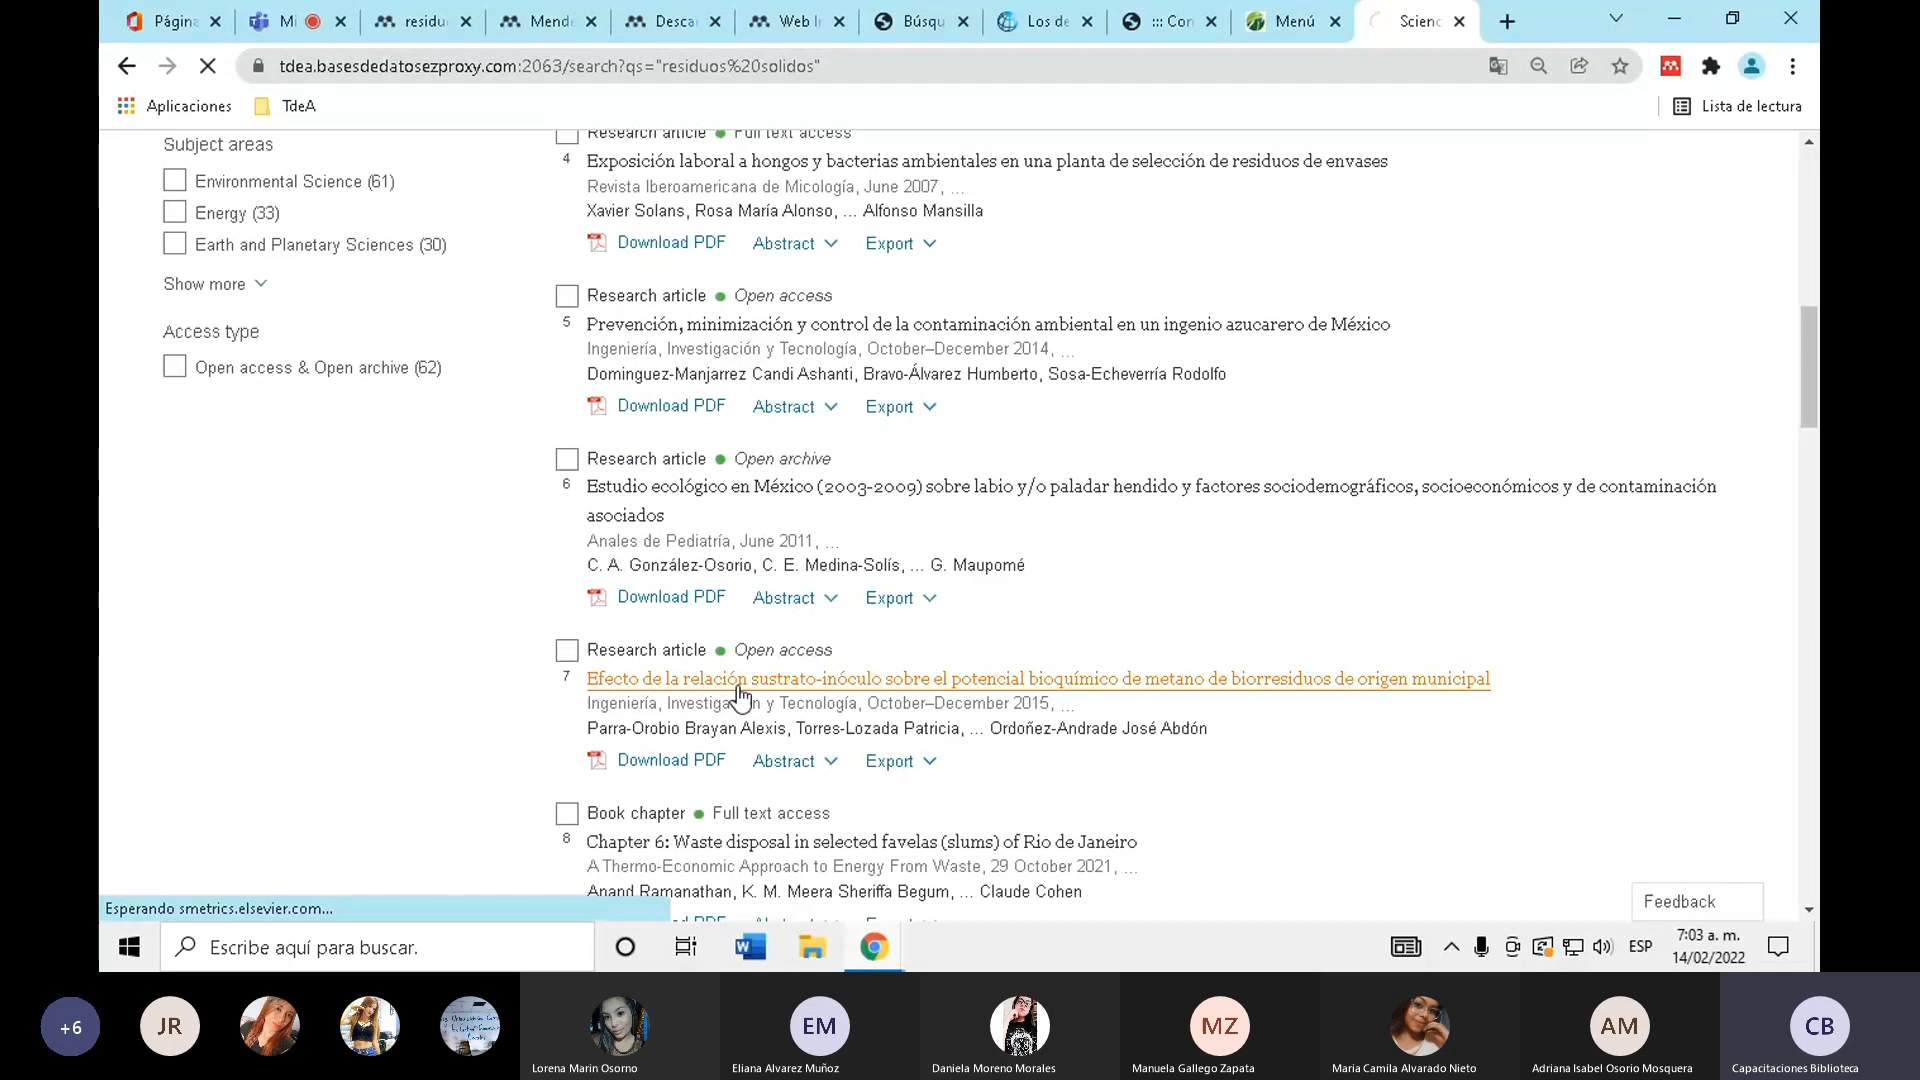 Página
Mi
residu
Mende
Desca
Web I
Búsqu
Los de
::: Con
Menú
Scienc
tdea.basesdedatosezproxy.com:2063/search?qs="residuos%20solidos"
Aplicaciones
TdeA
Lista de lectura
Subject areas
Environmental Science (61)
Energy (33)
Earth and Planetary Sciences (30)
Show more
Access type
Open access & Open archive (62)
Research article Full text access
4 Exposición laboral a hongos y bacterias ambientales en una planta de selección de residuos de envases
Revista Iberoamericana de Micología, June 2007, ...
Xavier Solans, Rosa María Alonso, ... Alfonso Mansilla
Download PDF Abstract Export
Research article Open access
5 Prevención, minimización y control de la contaminación ambiental en un ingenio azucarero de México
Ingeniería, Investigación y Tecnología, October–December 2014, ...
Dominguez-Manjarrez Candi Ashanti, Bravo-Álvarez Humberto, Sosa-Echeverría Rodolfo
Download PDF Abstract Export
Research article Open archive
6 Estudio ecológico en México (2003-2009) sobre labio y/o paladar hendido y factores sociodemográficos, socioeconómicos y de contaminación
asociados
Anales de Pediatría, June 2011, ...
C. A. González-Osorio, C. E. Medina-Solís, ... G. Maupomé
Download PDF Abstract Export
Research article Open access
7 Efecto de la relación sustrato-inóculo sobre el potencial bioquímico de metano de biorresiduos de origen municipal
Ingeniería, Investigación y Tecnología, October–December 2015, ...
Parra-Orobio Brayan Alexis, Torres-Lozada Patricia, ... Ordoñez-Andrade José Abdón
Download PDF Abstract Export
Book chapter Full text access
8 Chapter 6: Waste disposal in selected favelas (slums) of Rio de Janeiro
A Thermo-Economic Approach to Energy From Waste, 29 October 2021, ...
Anand Ramanathan, K. M. Meera Sheriffa Begum, ... Claude Cohen
Feedback
Esperando smetrics.elsevier.com...
Escribe aquí para buscar.
ESP
7:03 a. m.
14/02/2022
+6
JR
EM
MZ
AM
CB
Lorena Marin Osorno
Eliana Alvarez Muñoz
Daniela Moreno Morales
Manuela Gallego Zapata
Maria Camila Alvarado Nieto
Adriana Isabel Osorio Mosquera
Capacitaciones Biblioteca